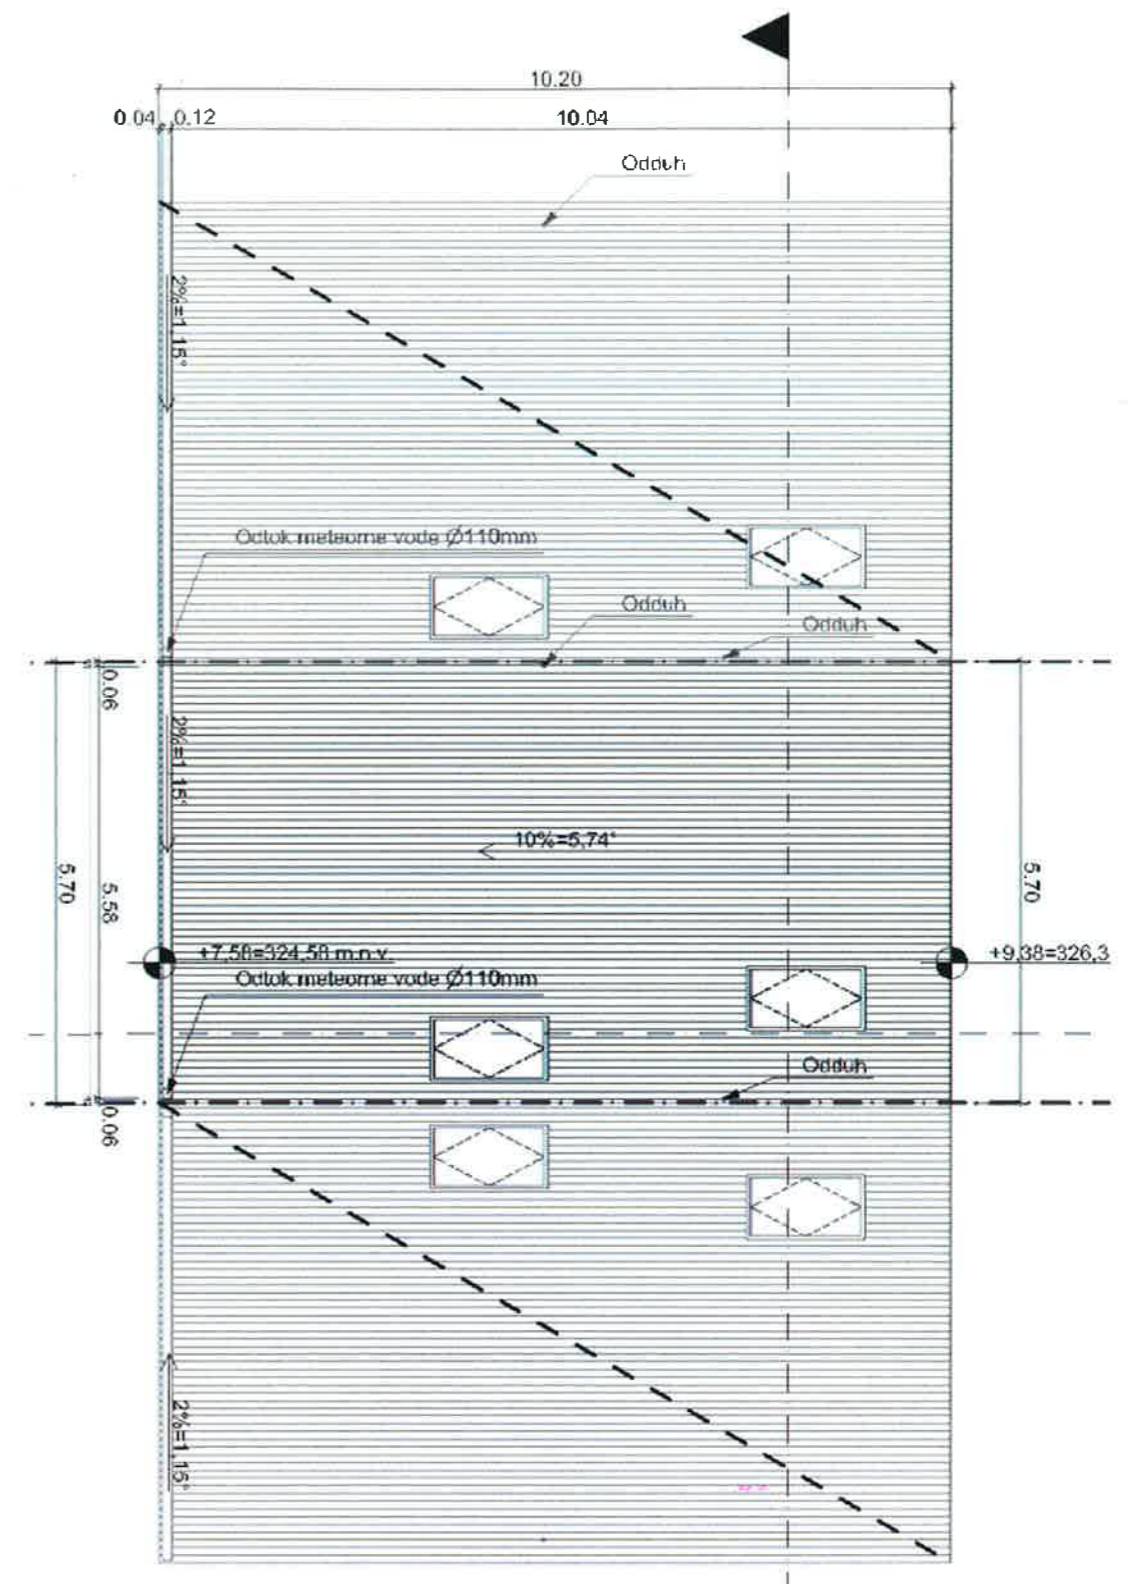 10.20
0.04 0.12 10.04
Odduh
2%=1,15°
Odtok meteorne vode Ø110mm
Odduh
Odduh
0.06
2%=1,15°
10%=5,74°
5.70
5.58
5.70
+7,58=324,58 m.n.v.
+9,38=326,3
Odtok meteorne vode Ø110mm
Odduh
0.06
2%=1,15°